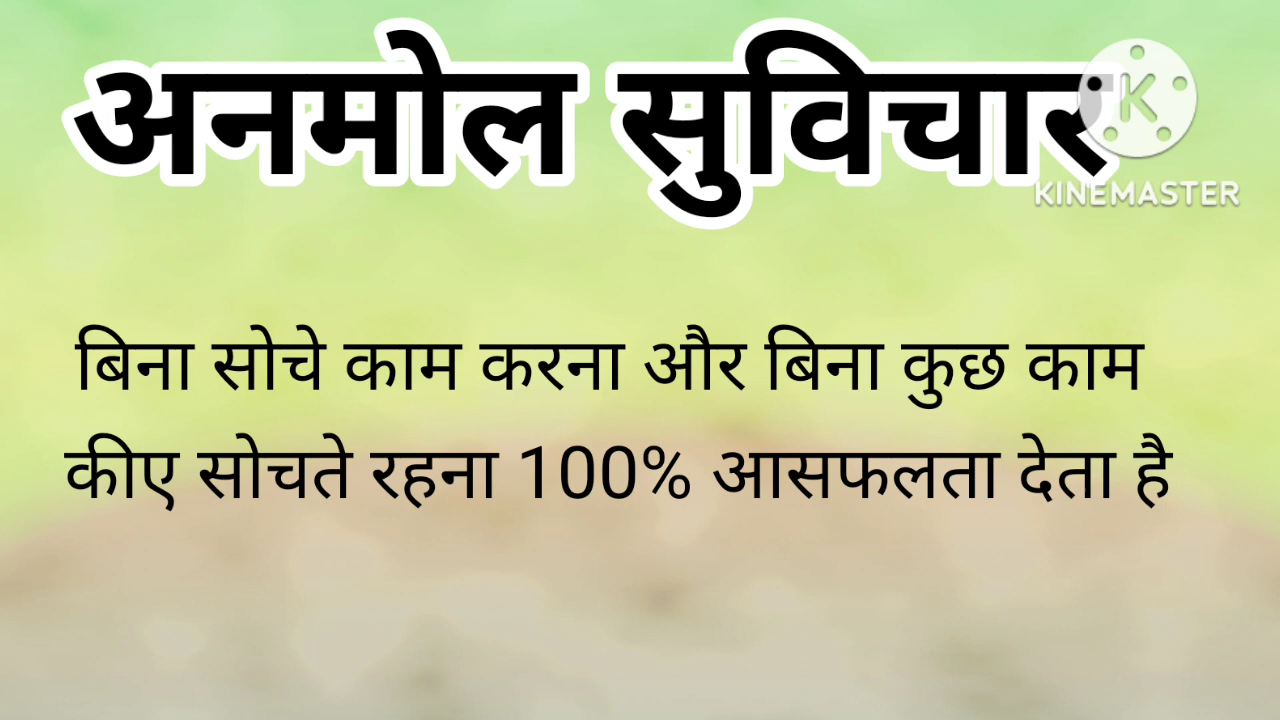 अनमोल सुविचार
K
KINEMASTER
बिना सोचे काम करना और बिना कुछ काम
कीए सोचते रहना 100% आसफलता देता है